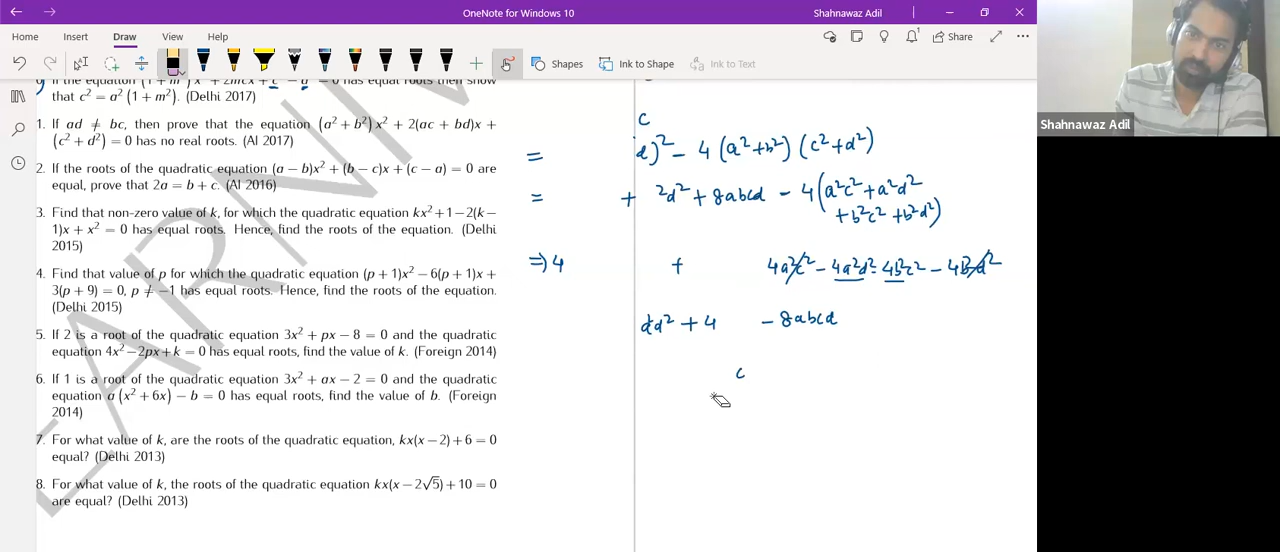 OneNote for Windows 10
Shahnawaz Adil
Home Insert Draw View Help
Share
Shapes Ink to Shape Ink to Text
that c² = a² (1 + m²). (Delhi 2017)
1. If ad ≠ bc, then prove that the equation (a² + b²) x² + 2(ac + bd)x +
(c² + d²) = 0 has no real roots. (AI 2017)
2. If the roots of the quadratic equation (a − b)x² + (b − c)x + (c − a) = 0 are
equal, prove that 2a = b + c. (AI 2016)
3. Find that non-zero value of k, for which the quadratic equation kx² + 1 − 2(k −
1)x + x² = 0 has equal roots. Hence, find the roots of the equation. (Delhi
2015)
4. Find that value of p for which the quadratic equation (p + 1)x² − 6(p + 1)x +
3(p + 9) = 0, p ≠ −1 has equal roots. Hence, find the roots of the equation.
(Delhi 2015)
5. If 2 is a root of the quadratic equation 3x² + px − 8 = 0 and the quadratic
equation 4x² − 2px + k = 0 has equal roots, find the value of k. (Foreign 2014)
6. If 1 is a root of the quadratic equation 3x² + ax − 2 = 0 and the quadratic
equation a (x² + 6x) − b = 0 has equal roots, find the value of b. (Foreign
2014)
7. For what value of k, are the roots of the quadratic equation, kx(x − 2) + 6 = 0
equal? (Delhi 2013)
8. For what value of k, the roots of the quadratic equation kx(x − 2√5) + 10 = 0
are equal? (Delhi 2013)
c
= d)² − 4 (a² + b²) (c² + d²)
= + ²d² + 8abcd − 4(a²c² + a²d²
+ b²c² + b²d²)
⇒ 4 + 4a²c² − 4a²d² − 4b²c² − 4b²d²
d² + 4 − 8abcd
c
Shahnawaz Adil